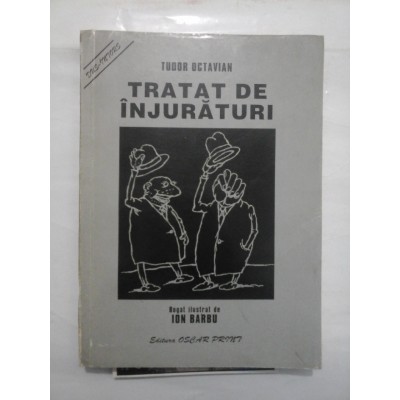 TUDOR OCTAVIAN
TRATAT DE
ÎNJURĂTURI
Bogat ilustrat de
ION BARBU
Editura OSCAR PRINT